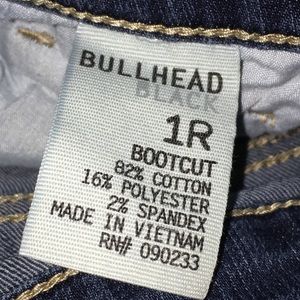 BULLHEAD
BLACK
1R
BOOTCUT
82% COTTON
16% POLYESTER
2% SPANDEX
MADE IN VIETNAM
RN# 090233